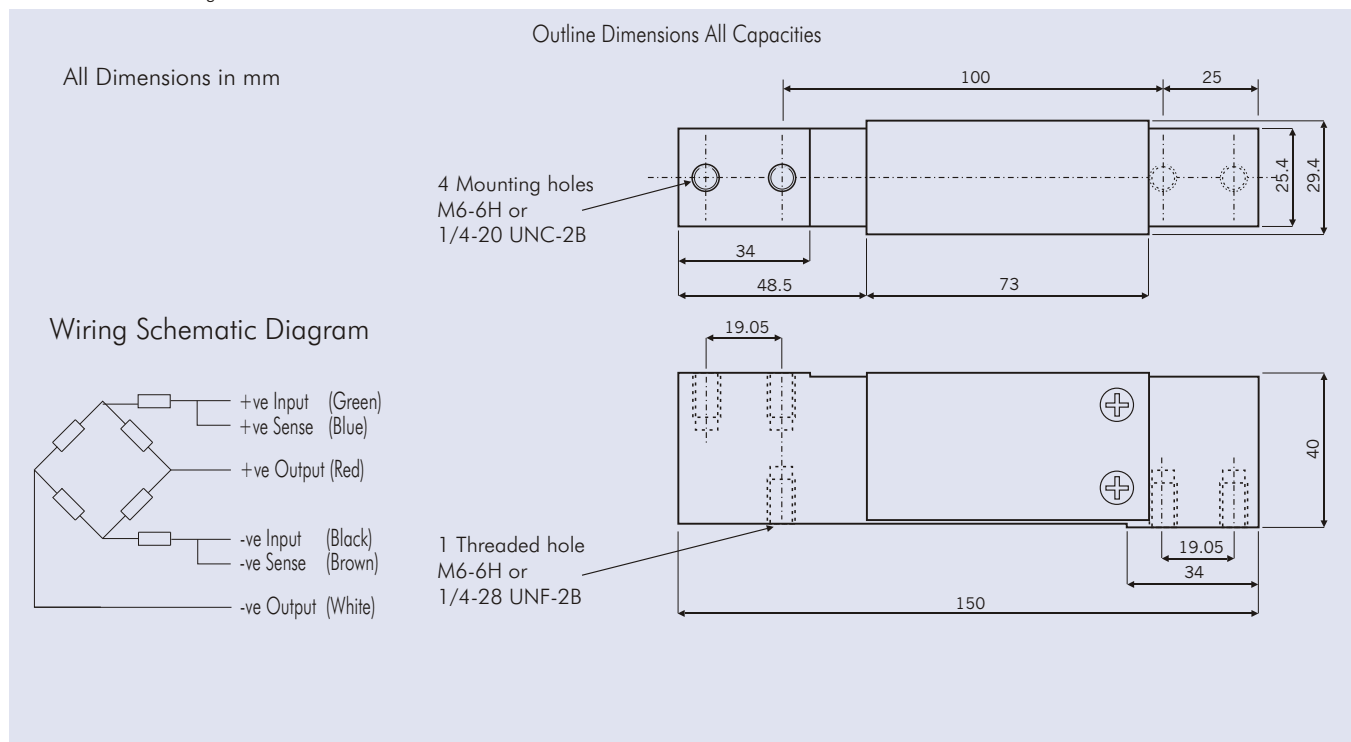 Outline Dimensions All Capacities
All Dimensions in mm
100
25
4 Mounting holes
M6-6H or
1/4-20 UNC-2B
25.4
29.4
34
48.5
73
Wiring Schematic Diagram
19.05
+ve Input (Green)
+ve Sense (Blue)
+ve Output (Red)
-ve Input (Black)
-ve Sense (Brown)
-ve Output (White)
40
1 Threaded hole
M6-6H or
1/4-28 UNF-2B
19.05
34
150